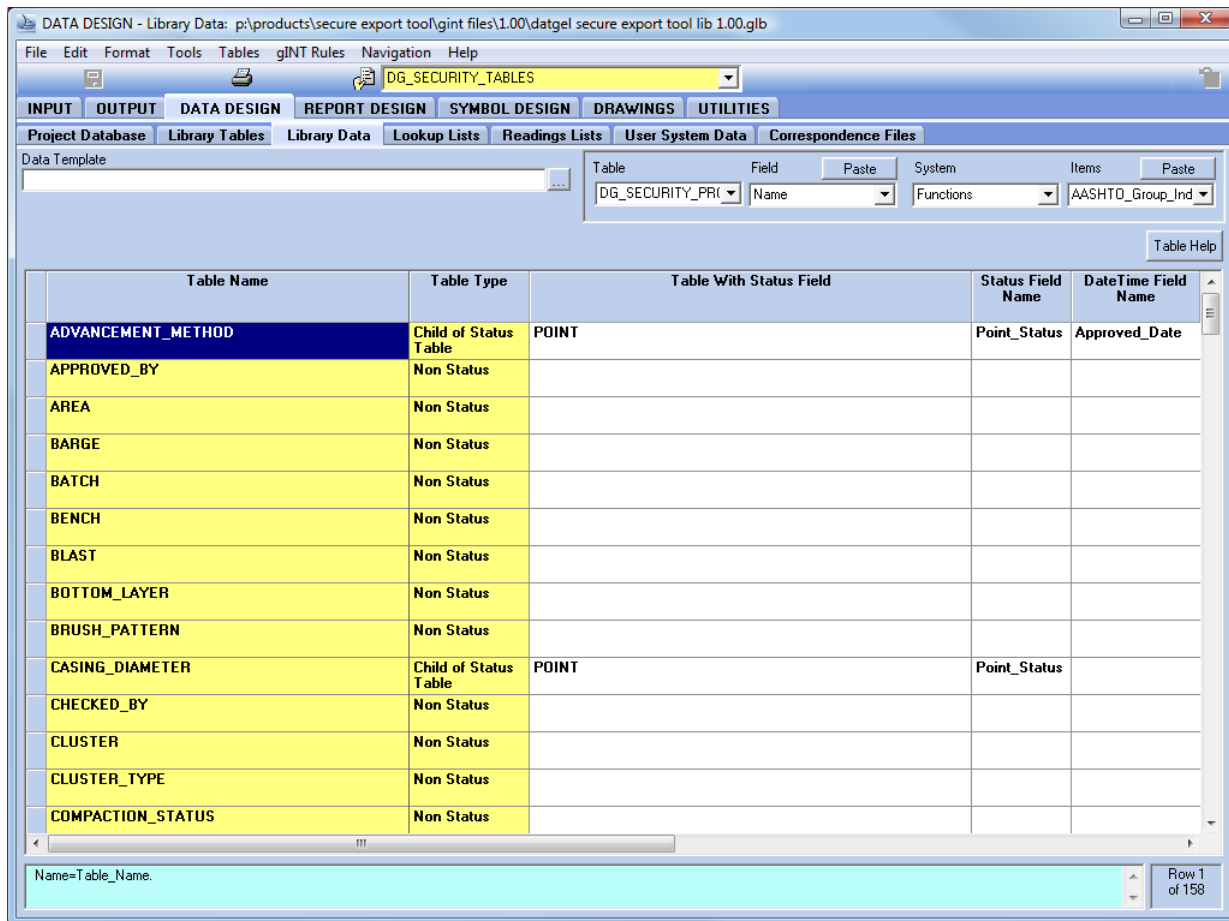 DATA DESIGN - Library Data: p:\products\secure export tool\gint files\1.00\datgel secure export tool lib 1.00.glb
File Edit Format Tools Tables gINT Rules Navigation Help
DG_SECURITY_TABLES
INPUT OUTPUT DATA DESIGN REPORT DESIGN SYMBOL DESIGN DRAWINGS UTILITIES
Project Database Library Tables Library Data Lookup Lists Readings Lists User System Data Correspondence Files
Data Template
...
Table Field Paste System Items Paste
DG_SECURITY_PR( Name Functions AASHTO_Group_Ind
Table Help
Table Name Table Type Table With Status Field Status Field Name DateTime Field Name
ADVANCEMENT_METHOD Child of Status Table POINT Point_Status Approved_Date
APPROVED_BY Non Status
AREA Non Status
BARGE Non Status
BATCH Non Status
BENCH Non Status
BLAST Non Status
BOTTOM_LAYER Non Status
BRUSH_PATTERN Non Status
CASING_DIAMETER Child of Status Table POINT Point_Status
CHECKED_BY Non Status
CLUSTER Non Status
CLUSTER_TYPE Non Status
COMPACTION_STATUS Non Status
Name=Table_Name.
Row 1
of 158